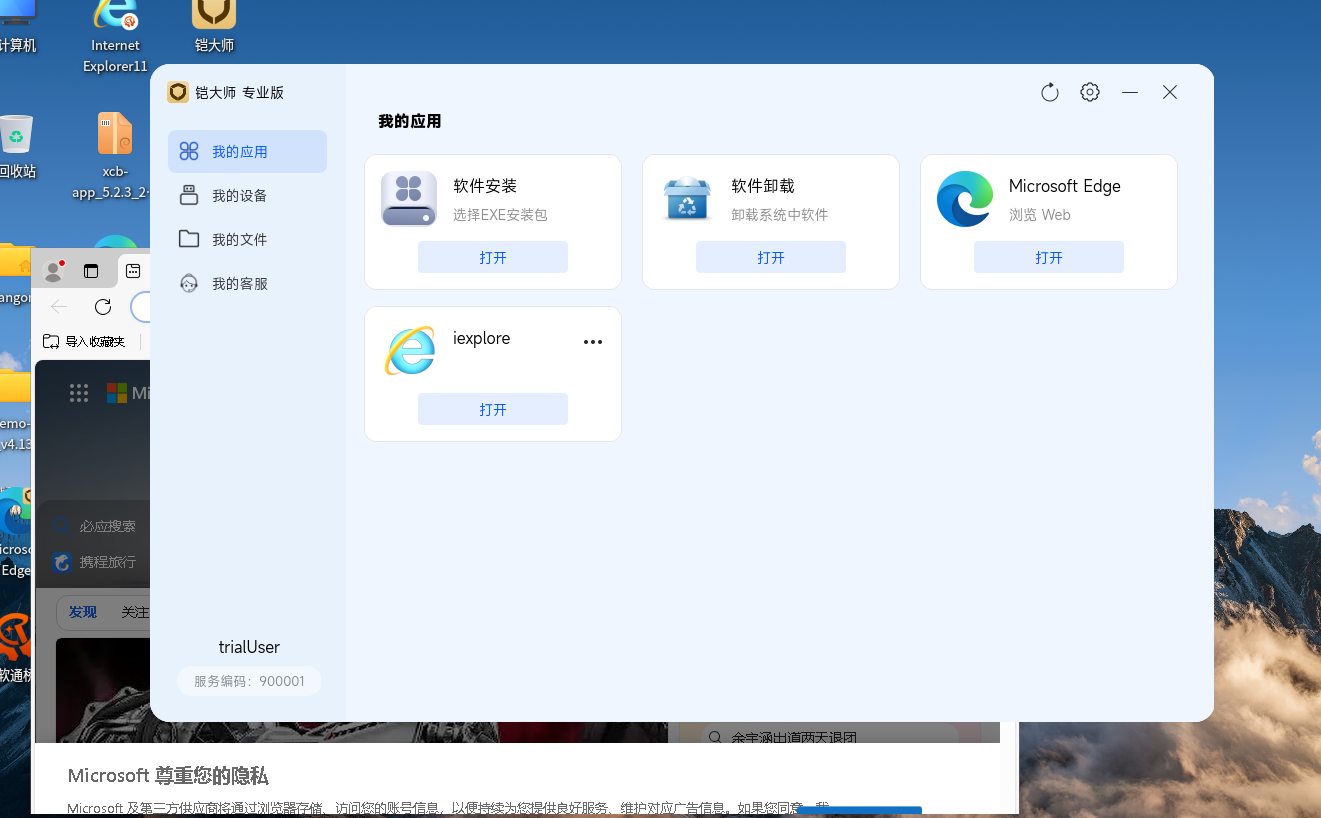 计算机
Internet
Explorer11
铠大师
回收站
xcb-
app_5.2.3_2
铠大师 专业版
我的应用
我的设备
我的文件
我的客服
trialUser
服务编码：900001
我的应用
软件安装
选择EXE安装包
打开
软件卸载
卸载系统中软件
打开
Microsoft Edge
浏览 Web
打开
iexplore
打开
导入收藏夹
Mi
必应搜索
携程旅行
发现 关注
v4.13
Edge
余宇涵出道两天退团
Microsoft 尊重您的隐私
Microsoft 及第三方供应商将通过浏览器存储、访问您的账号信息，以便持续为您提供良好服务、维护对应广告信息。如果您同意，我